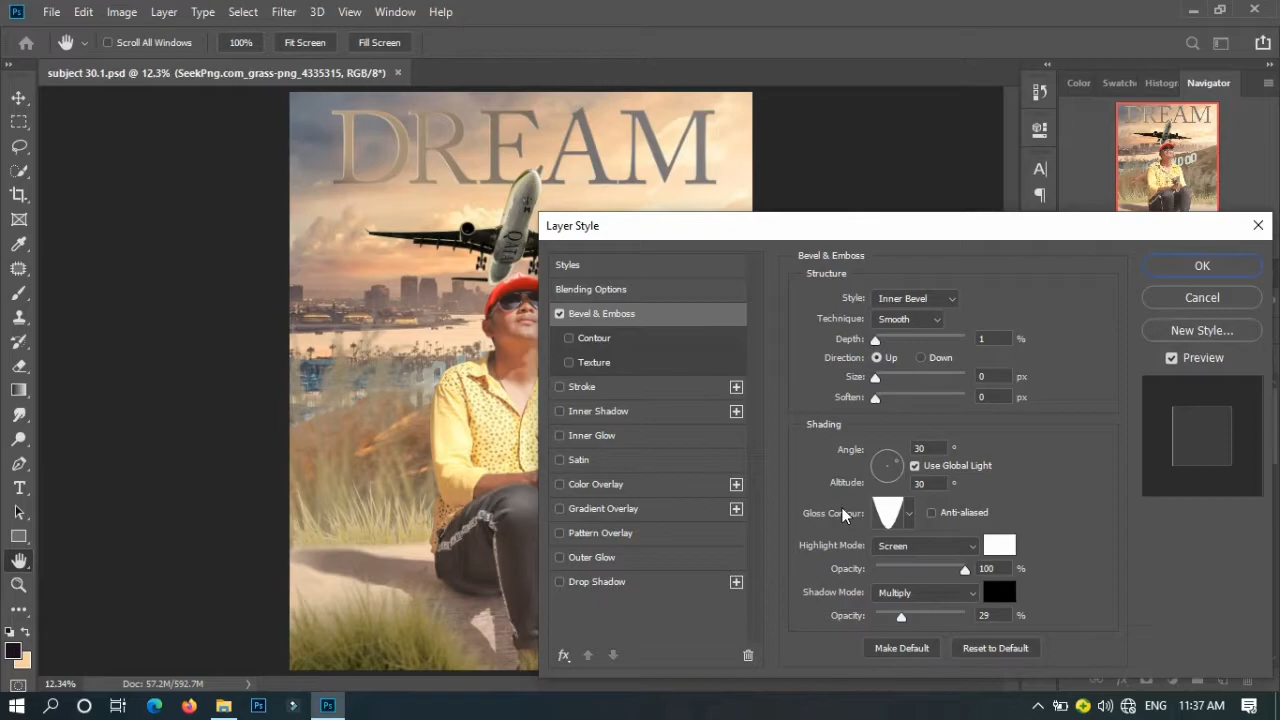 Ps File Edit Image Layer Type Select Filter 3D View Window Help
Scroll All Windows 100% Fit Screen Fill Screen
subject 30.1.psd @ 12.3% (SeekPng.com_grass-png_4335315, RGB/8*) ×
Color Swatche Histogr Navigator
DREAM
DREAM
QATA
Layer Style
Styles
Blending Options
Bevel & Emboss
Contour
Texture
Stroke
Inner Shadow
Inner Glow
Satin
Color Overlay
Gradient Overlay
Pattern Overlay
Outer Glow
Drop Shadow
fx
Bevel & Emboss
Structure
Style: Inner Bevel
Technique: Smooth
Depth: 1 %
Direction: Up Down
Size: 0 px
Soften: 0 px
Shading
Angle: 30 °
Use Global Light
Altitude: 30 °
Gloss Contour: Anti-aliased
Highlight Mode: Screen
Opacity: 100 %
Shadow Mode: Multiply
Opacity: 29 %
Make Default Reset to Default
OK
Cancel
New Style...
Preview
12.34% Doc: 57.2M/592.7M
ENG 11:37 AM